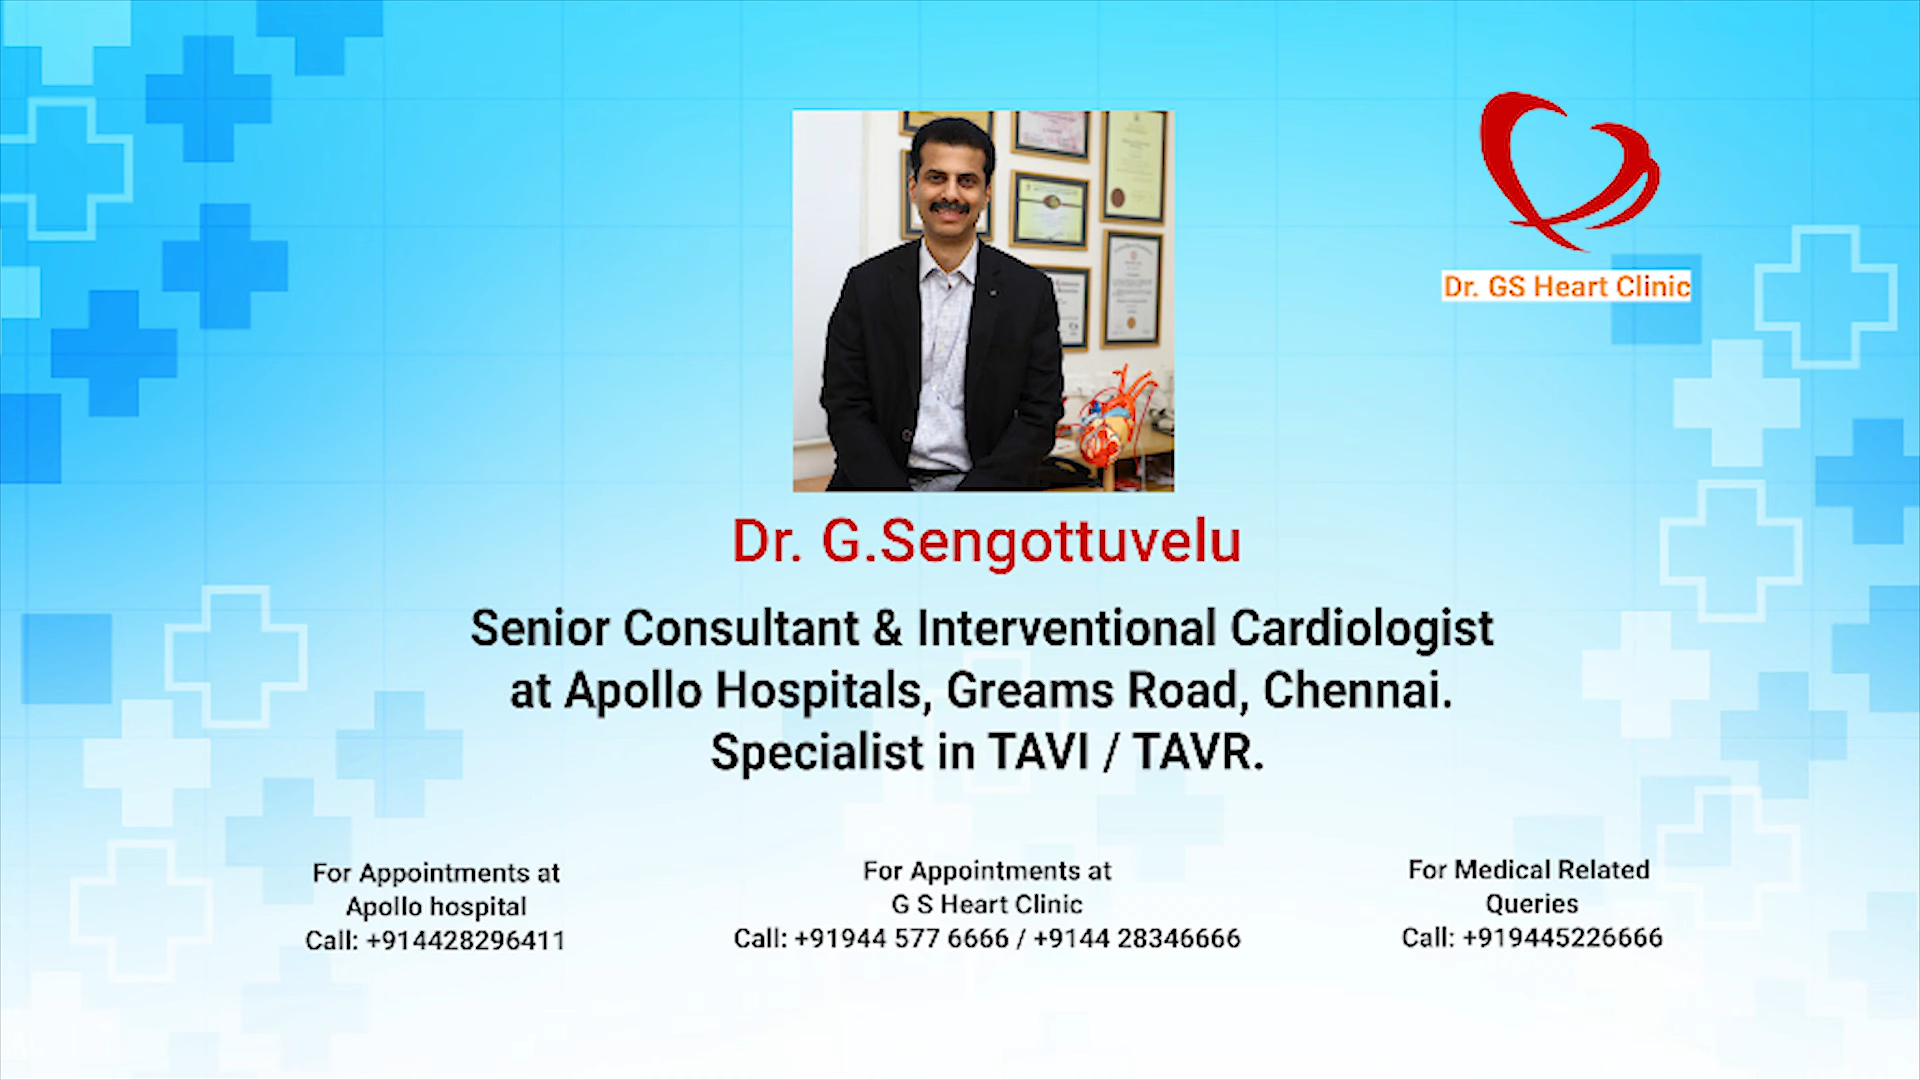 Dr. GS Heart Clinic
Dr. G.Sengottuvelu
Senior Consultant & Interventional Cardiologist
at Apollo Hospitals, Greams Road, Chennai.
Specialist in TAVI / TAVR.
For Appointments at
Apollo hospital
Call: +914428296411
For Appointments at
G S Heart Clinic
Call: +91944 577 6666 / +9144 28346666
For Medical Related
Queries
Call: +919445226666